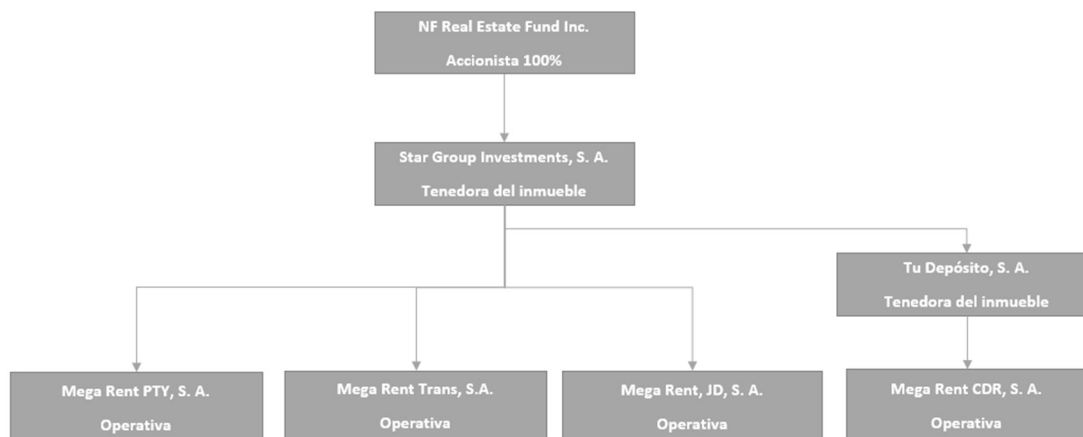 NF Real Estate Fund Inc.
Accionista 100%
Star Group Investments, S. A.
Tenedora del inmueble
Tu Depósito, S. A.
Tenedora del inmueble
Mega Rent PTY, S. A.
Operativa
Mega Rent Trans, S.A.
Operativa
Mega Rent, JD, S. A.
Operativa
Mega Rent CDR, S. A.
Operativa